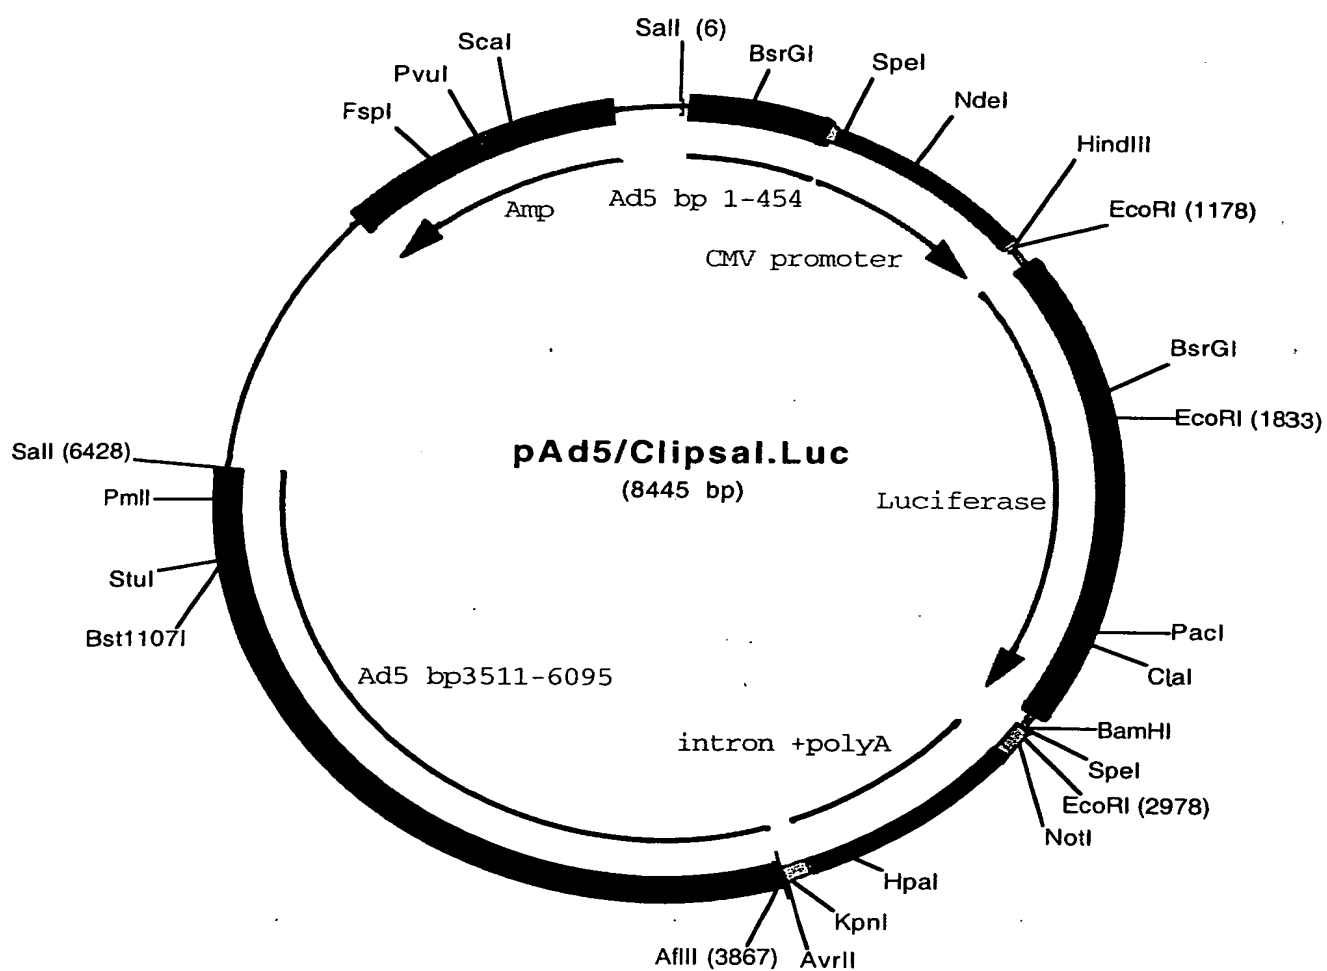 SalI (6)
ScaI
BsrGI
PvuI
SpeI
FspI
NdeI
HindIII
Amp
Ad5 bp 1-454
EcoRI (1178)
CMV promoter
BsrGI
EcoRI (1833)
SalI (6428)
pAd5/Clipsal.Luc
(8445 bp)
PmlI
Luciferase
StuI
Bst1107I
PacI
Ad5 bp3511-6095
ClaI
BamHI
intron +polyA
SpeI
EcoRI (2978)
NotI
HpaI
KpnI
AflII (3867)
AvrII